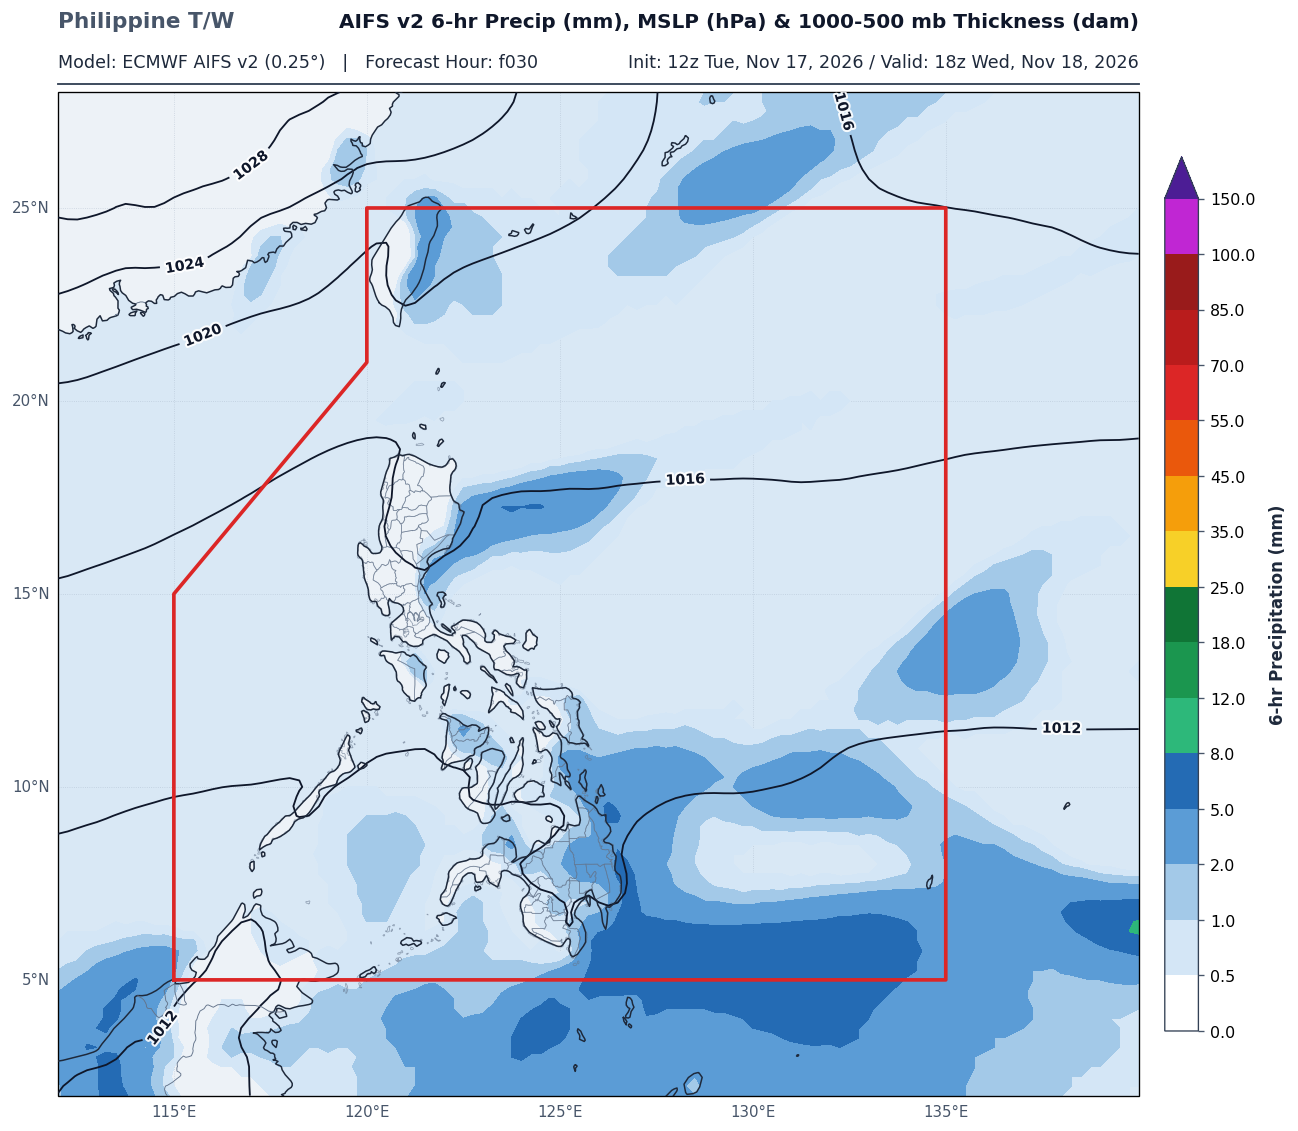 Philippine T/W
AIFS v2 6-hr Precip (mm), MSLP (hPa) & 1000-500 mb Thickness (dam)
Model: ECMWF AIFS v2 (0.25°) | Forecast Hour: f030
Init: 12z Tue, Nov 17, 2026 / Valid: 18z Wed, Nov 18, 2026
1028
1016
1024
1020
1016
1012
1012
25°N
20°N
15°N
10°N
5°N
115°E
120°E
125°E
130°E
135°E
150.0
100.0
85.0
70.0
55.0
45.0
35.0
25.0
18.0
12.0
8.0
5.0
2.0
1.0
0.5
0.0
6-hr Precipitation (mm)